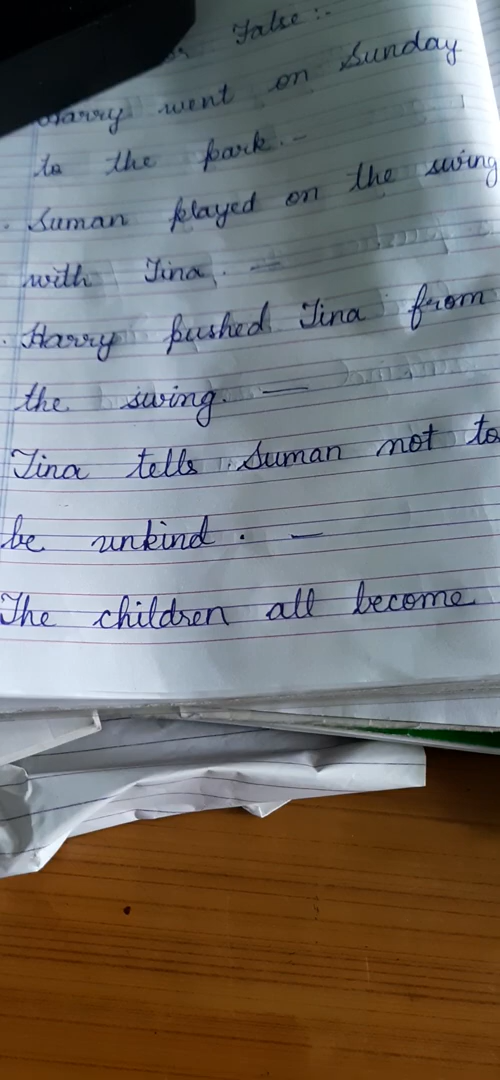 False :-
Harry went on Sunday
to the park. -
. Suman played on the swing
with Tina. —
. Harry pushed Tina from
the swing. —
Tina tells Suman not to
be unkind. —
The children all become